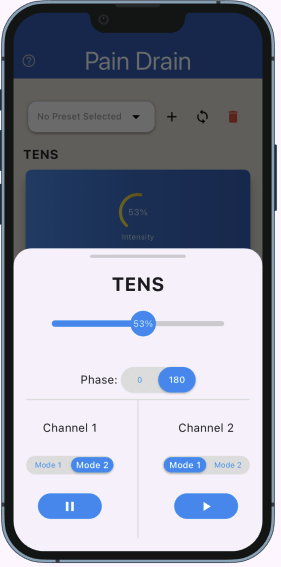 Pain Drain
No Preset Selected
TENS
53%
Intensity
TENS
53%
Phase: 0 180
Channel 1 Channel 2
Mode 1 Mode 2 Mode 1 Mode 2